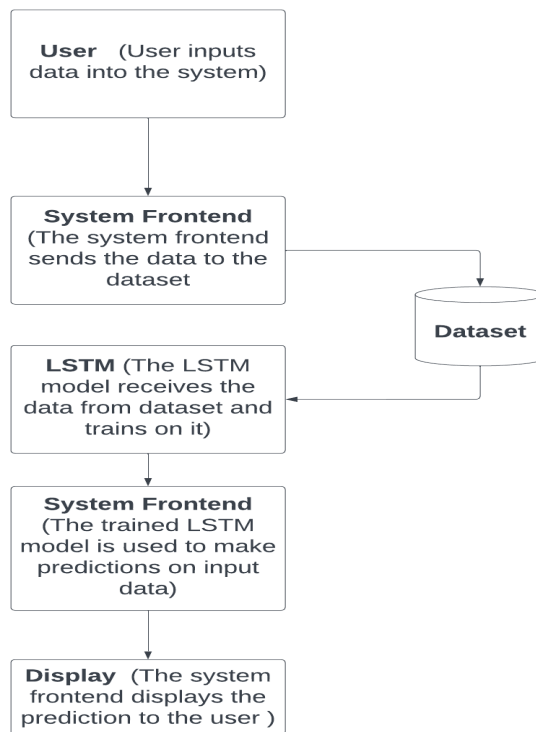 User (User inputs
data into the system)
System Frontend
(The system frontend
sends the data to the
dataset
Dataset
LSTM (The LSTM
model receives the
data from dataset and
trains on it)
System Frontend
(The trained LSTM
model is used to make
predictions on input
data)
Display (The system
frontend displays the
prediction to the user )